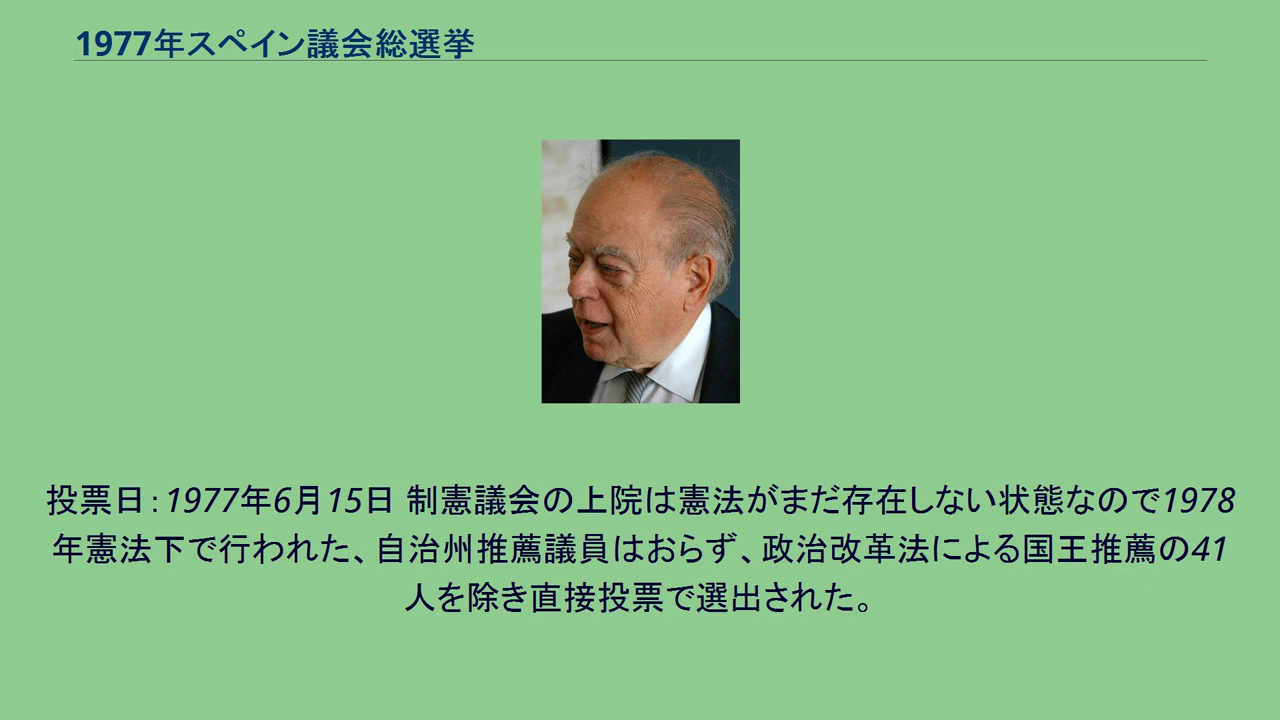 1977年スペイン議会総選挙
投票日：1977年6月15日 制憲議会の上院は憲法がまだ存在しない状態なので1978
年憲法下で行われた、自治州推薦議員はおらず、政治改革法による国王推薦の41
人を除き直接投票で選出された。